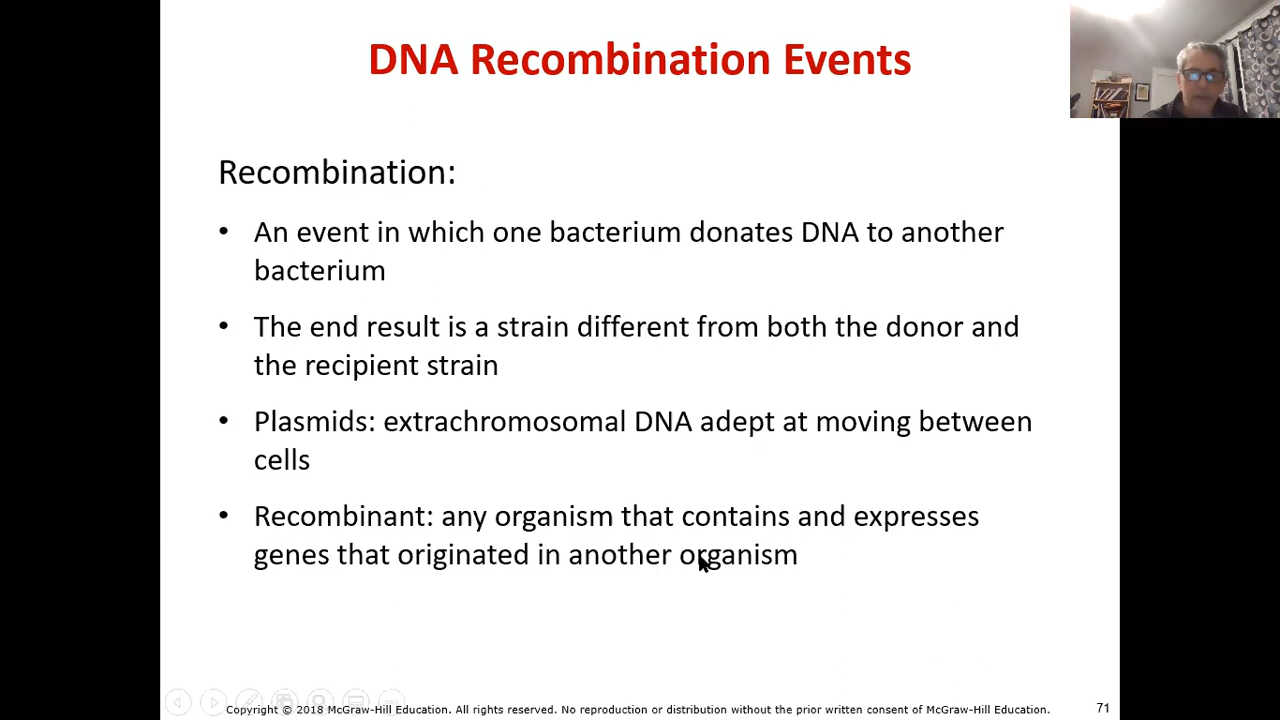 DNA Recombination Events
Recombination:
• An event in which one bacterium donates DNA to another
bacterium
• The end result is a strain different from both the donor and
the recipient strain
• Plasmids: extrachromosomal DNA adept at moving between
cells
• Recombinant: any organism that contains and expresses
genes that originated in another organism
Copyright © 2018 McGraw-Hill Education. All rights reserved. No reproduction or distribution without the prior written consent of McGraw-Hill Education.
71